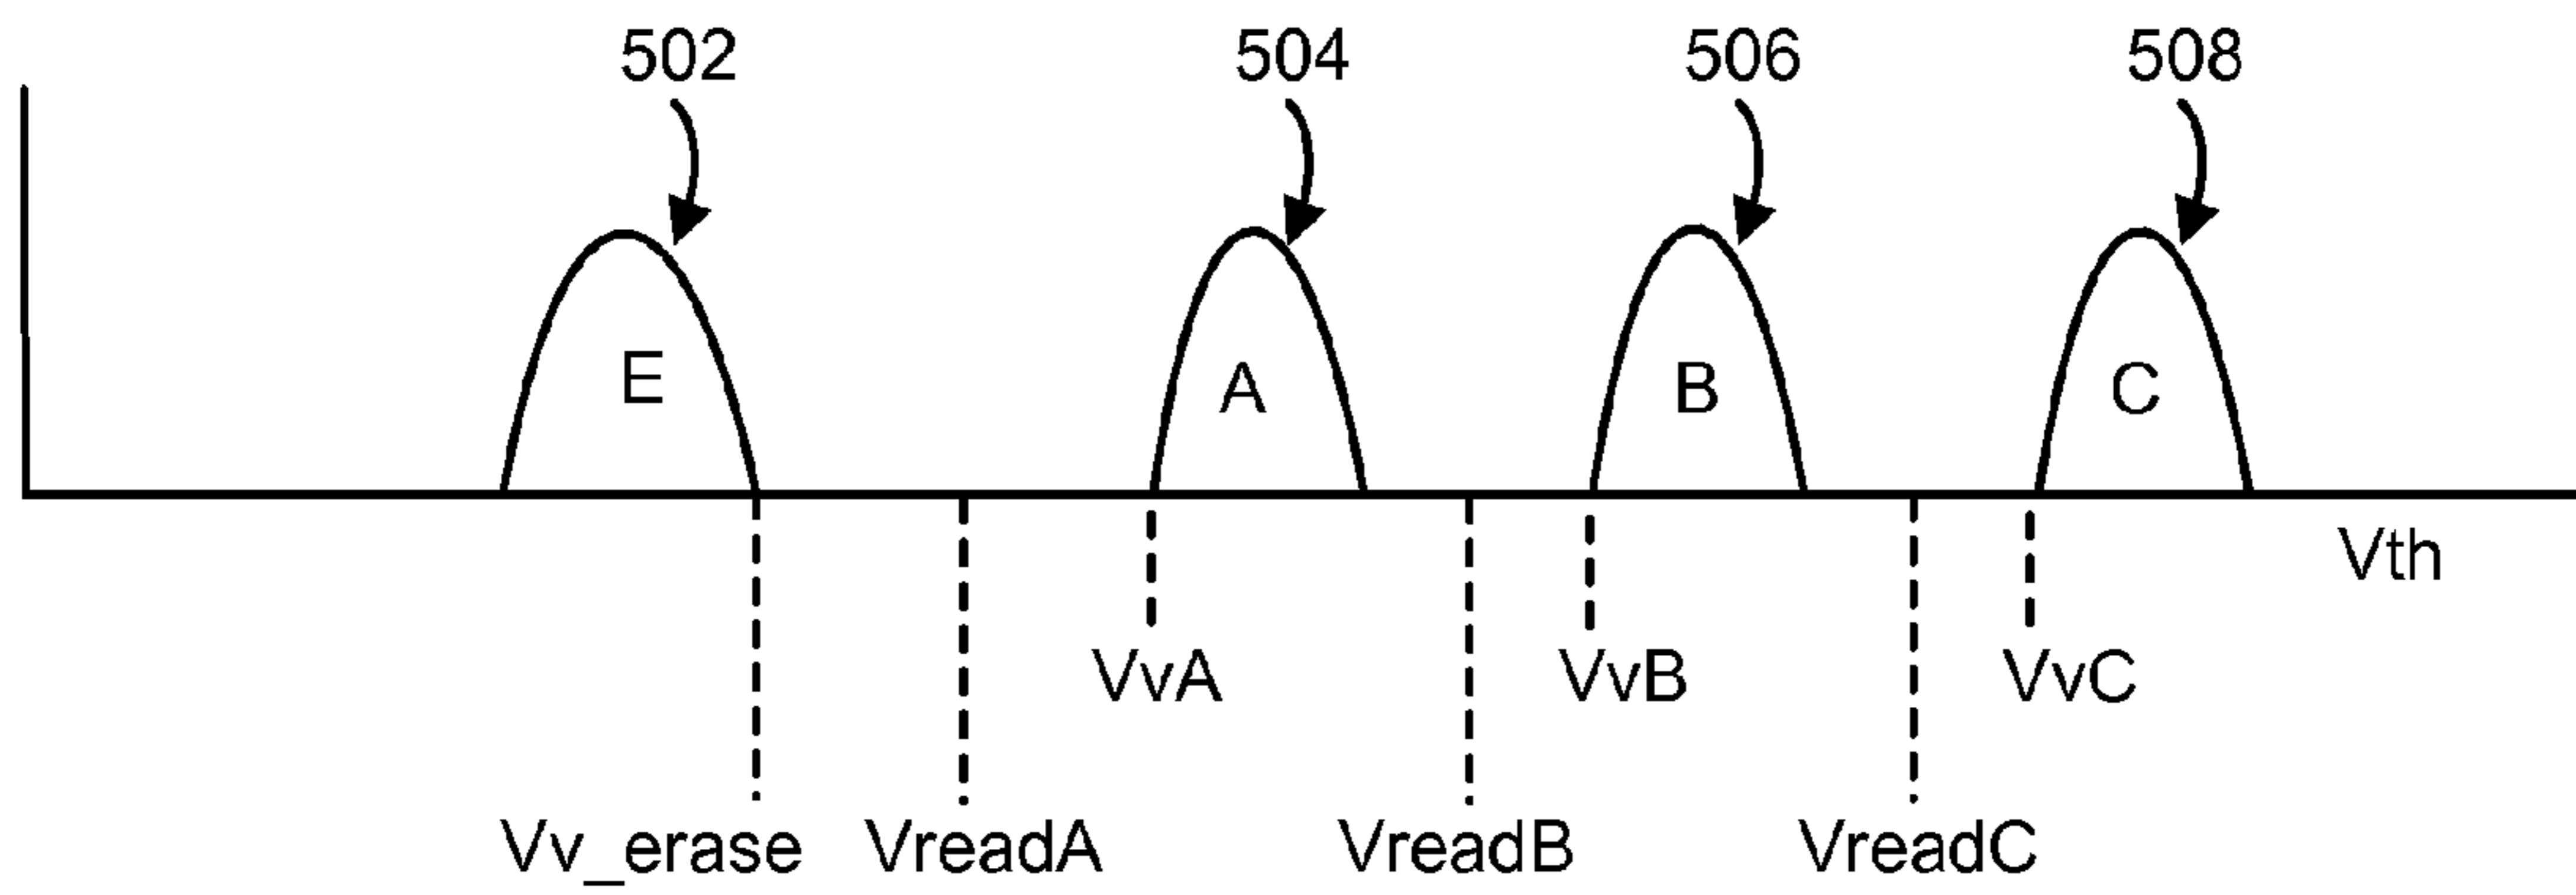 502 504 506 508
E A B C
Vth
VvA VvB VvC
Vv_erase VreadA VreadB VreadC